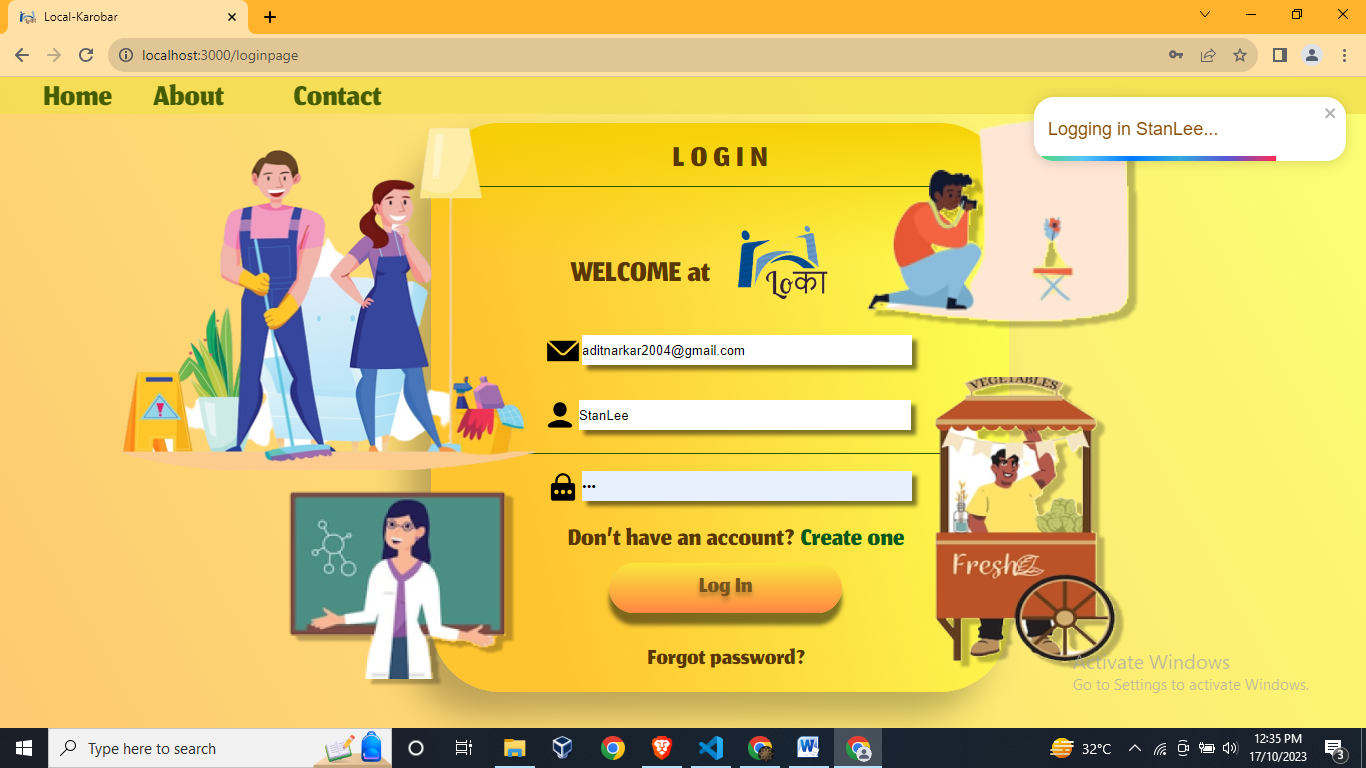 Local-Karobar
localhost:3000/loginpage
Home About Contact
Logging in StanLee...
LOGIN
WELCOME at Loका
aditnarkar2004@gmail.com
StanLee
•••
Don't have an account? Create one
Log In
Forgot password?
VEGETABLES
Fresh
Activate Windows
Go to Settings to activate Windows.
Type here to search
32°C
12:35 PM
17/10/2023
3